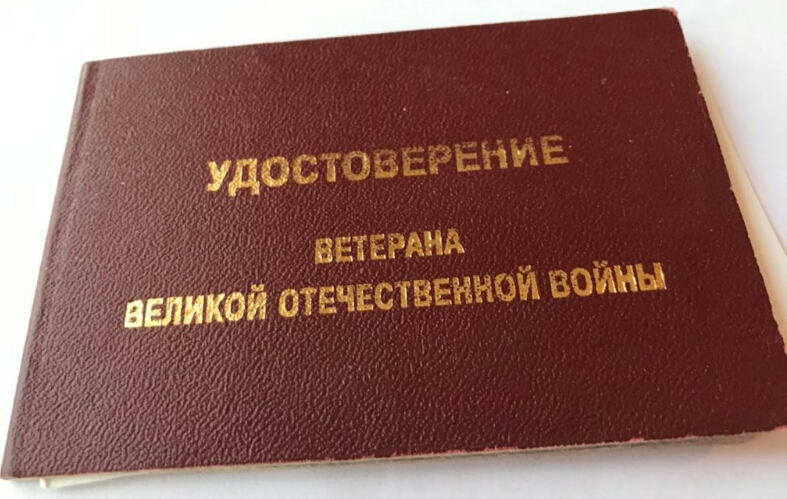 УДОСТОВЕРЕНИЕ
ВЕТЕРАНА
ВЕЛИКОЙ ОТЕЧЕСТВЕННОЙ ВОЙНЫ